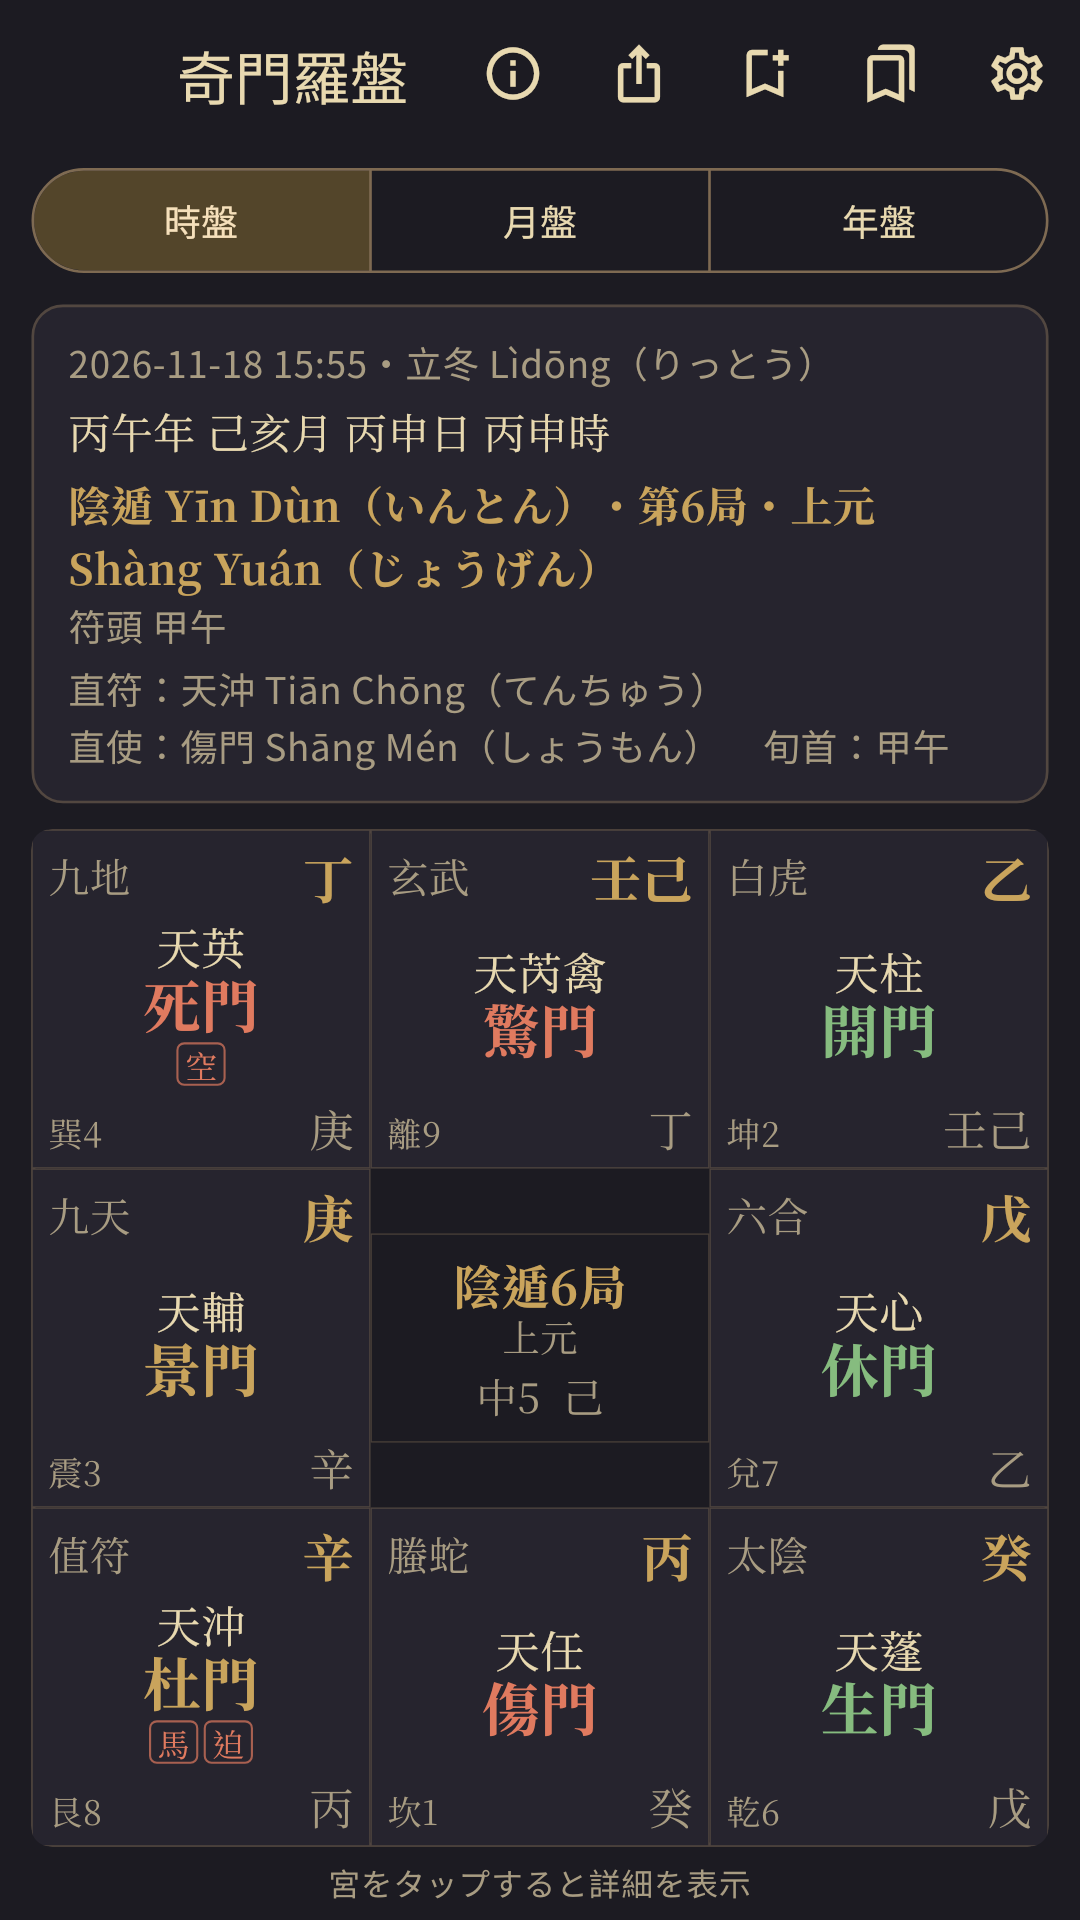 奇門羅盤
時盤
月盤
年盤
2026-11-18 15:55・立冬 Lìdōng（りっとう）
丙午年 己亥月 丙申日 丙申時
陰遁 Yīn Dùn（いんとん）・第6局・上元
Shàng Yuán（じょうげん）
符頭 甲午
直符：天沖 Tiān Chōng（てんちゅう）
直使：傷門 Shāng Mén（しょうもん） 旬首：甲午
九地 丁
天英
死門
空
巽4 庚
玄武 壬己
天芮禽
驚門
離9 丁
白虎 乙
天柱
開門
坤2 壬己
九天 庚
天輔
景門
震3 辛
陰遁6局
上元
中5 己
六合 戊
天心
休門
兌7 乙
值符 辛
天沖
杜門
馬 迫
艮8 丙
螣蛇 丙
天任
傷門
坎1 癸
太陰 癸
天蓬
生門
乾6 戊
宮をタップすると詳細を表示